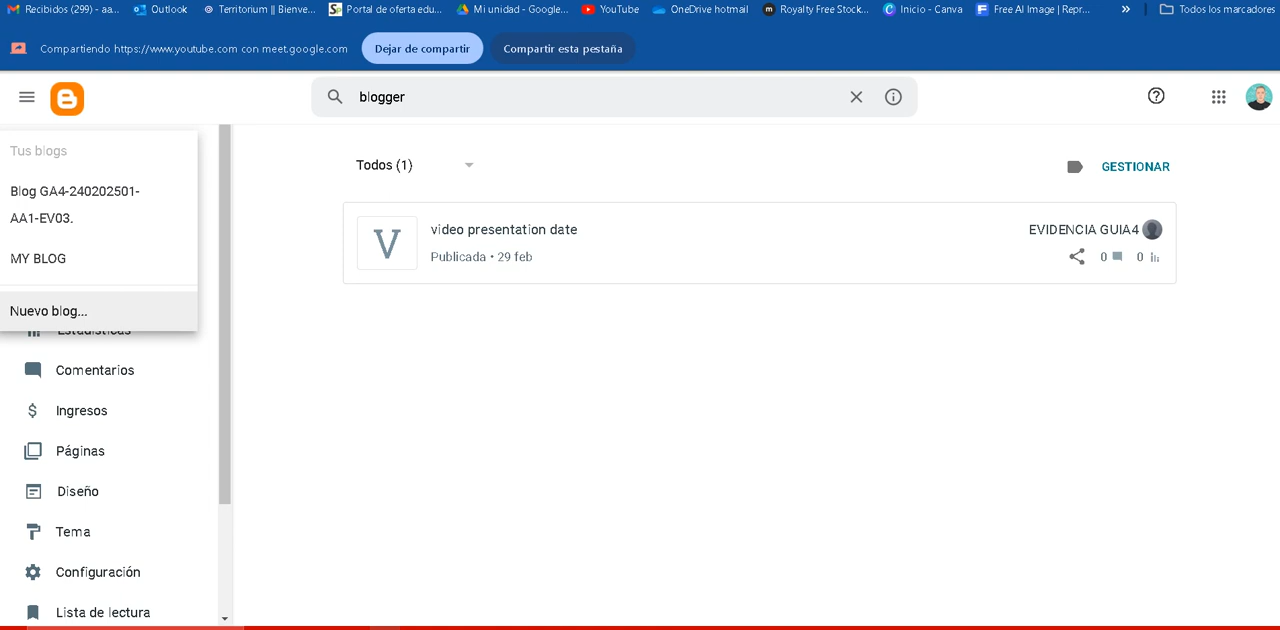 Recibidos (299) - aa... Outlook Territorium || Bienve... Portal de oferta edu... Mi unidad - Google... YouTube OneDrive hotmail Royalty Free Stock... Inicio - Canva Free AI Image | Repr... » Todos los marcadores
Compartiendo https://www.youtube.com con meet.google.com Dejar de compartir Compartir esta pestaña
blogger
Tus blogs
Blog GA4-240202501-
AA1-EV03.
MY BLOG
Nuevo blog...
Estadísticas
Comentarios
Ingresos
Páginas
Diseño
Tema
Configuración
Lista de lectura
Todos (1) GESTIONAR
V
video presentation date EVIDENCIA GUIA4
Publicada • 29 feb 0 0